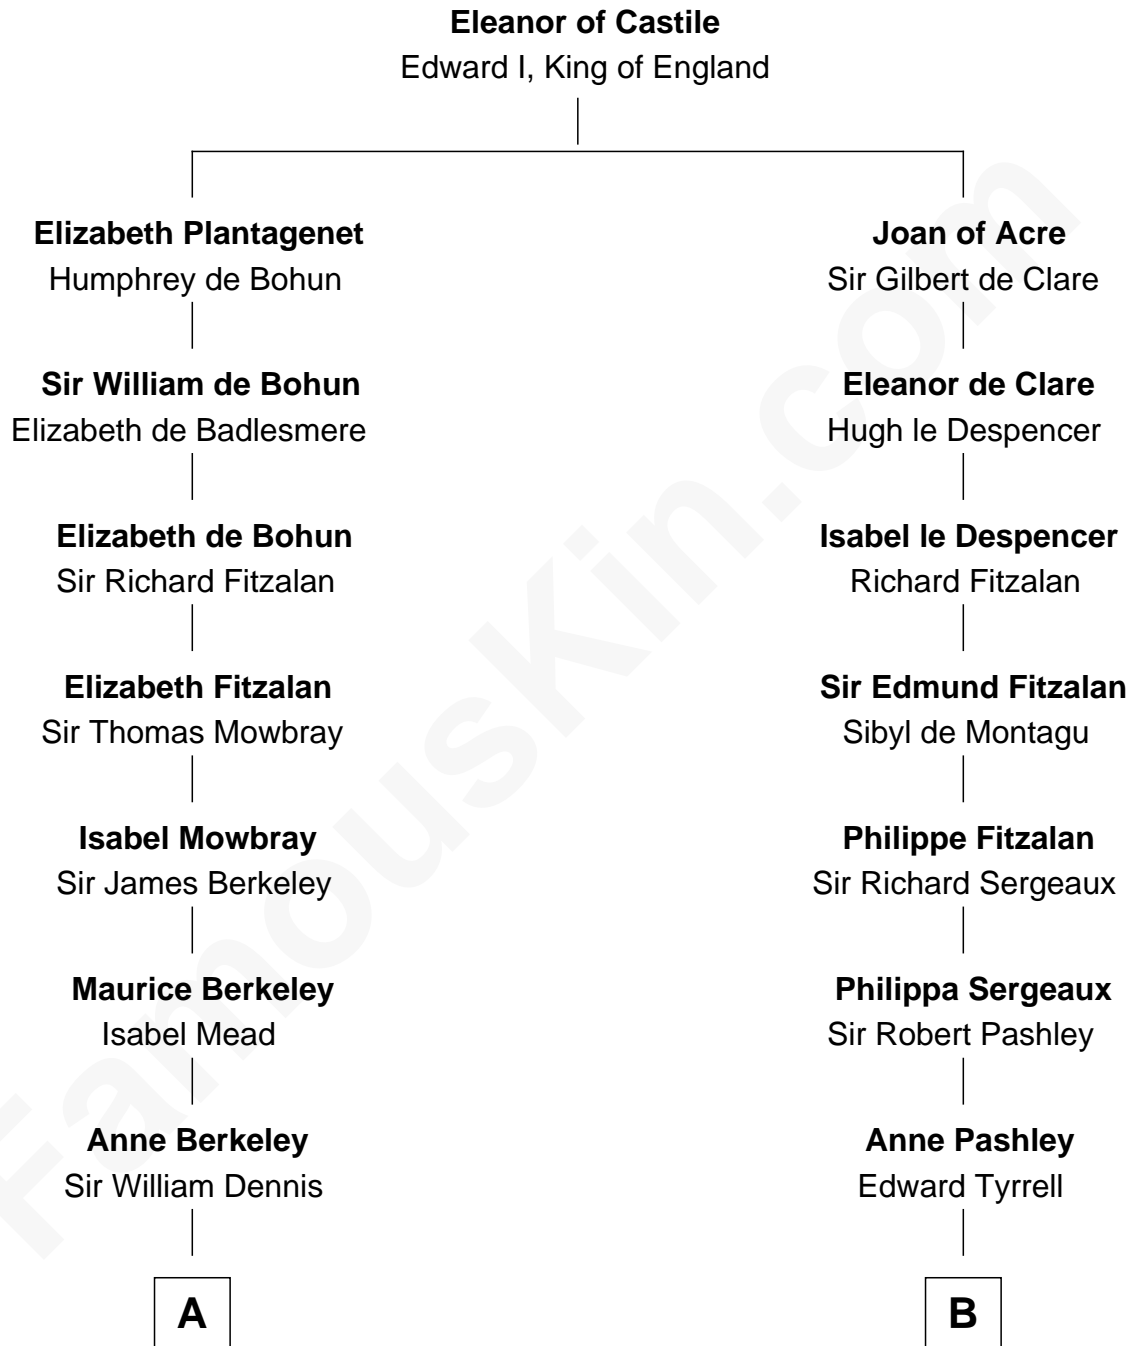 Eleanor of Castile
Edward I, King of England
Elizabeth Plantagenet
Humphrey de Bohun
Joan of Acre
Sir Gilbert de Clare
Sir William de Bohun
Elizabeth de Badlesmere
Eleanor de Clare
Hugh le Despencer
Elizabeth de Bohun
Sir Richard Fitzalan
Isabel le Despencer
Richard Fitzalan
Elizabeth Fitzalan
Sir Thomas Mowbray
Sir Edmund Fitzalan
Sibyl de Montagu
Isabel Mowbray
Sir James Berkeley
Philippe Fitzalan
Sir Richard Sergeaux
Maurice Berkeley
Isabel Mead
Philippa Sergeaux
Sir Robert Pashley
Anne Berkeley
Sir William Dennis
Anne Pashley
Edward Tyrrell
A
B
FamousKin.com